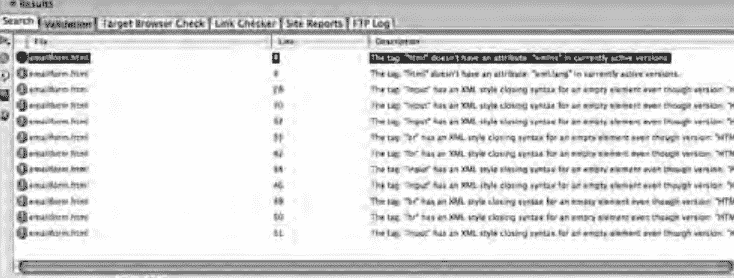 Results
Search Validation Target Browser Check Link Checker Site Reports FTP Log
File Line Description
emailform.html The tag: "html" doesn't have an attribute: "xmlns" in currently active versions.
emailform.html The tag: "html" doesn't have an attribute: "xml:lang" in currently active versions.
emailform.html 28 The tag: "input" has an XML style closing syntax for an empty element even though version: "H
emailform.html 30 The tag: "input" has an XML style closing syntax for an empty element even though version: "H
emailform.html 32 The tag: "input" has an XML style closing syntax for an empty element even though version: "H
emailform.html The tag: "br" has an XML style closing syntax for an empty element even though version: "HTM
emailform.html 42 The tag: "br" has an XML style closing syntax for an empty element even though version: "HTM
emailform.html 44 The tag: "input" has an XML style closing syntax for an empty element even though version: "H
emailform.html 46 The tag: "input" has an XML style closing syntax for an empty element even though version: "H
emailform.html The tag: "br" has an XML style closing syntax for an empty element even though version: "HTM
emailform.html 50 The tag: "br" has an XML style closing syntax for an empty element even though version: "HTM
emailform.html 51 The tag: "input" has an XML style closing syntax for an empty element even though version: "H